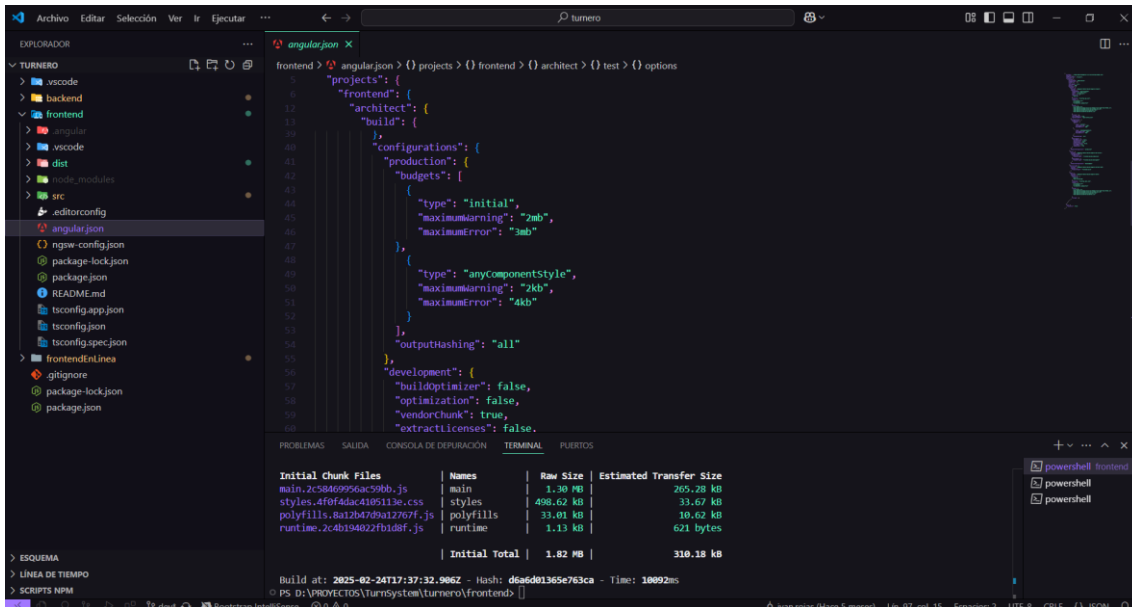 Archivo Editar Selección Ver Ir Ejecutar ··· turnero
EXPLORADOR ···
angular.json
TURNERO
.vscode
backend
frontend
.angular
.vscode
dist
node_modules
src
.editorconfig
angular.json
ngsw-config.json
package-lock.json
package.json
README.md
tsconfig.app.json
tsconfig.json
tsconfig.spec.json
frontendEnLinea
.gitignore
package-lock.json
package.json
ESQUEMA
LÍNEA DE TIEMPO
SCRIPTS NPM
frontend > angular.json > {} projects > {} frontend > {} architect > {} test > {} options
5 "projects": {
6 "frontend": {
12 "architect": {
13 "build": {
39 },
40 "configurations": {
41 "production": {
42 "budgets": [
43 {
44 "type": "initial",
45 "maximumWarning": "2mb",
46 "maximumError": "3mb"
47 },
48 {
49 "type": "anyComponentStyle",
50 "maximumWarning": "2kb",
51 "maximumError": "4kb"
52 }
53 ],
54 "outputHashing": "all"
55 },
56 "development": {
57 "buildOptimizer": false,
58 "optimization": false,
59 "vendorChunk": true,
60 "extractLicenses": false,
PROBLEMAS SALIDA CONSOLA DE DEPURACIÓN TERMINAL PUERTOS
Initial Chunk Files | Names | Raw Size | Estimated Transfer Size
main.2c58469956ac59bb.js | main | 1.30 MB | 265.28 kB
styles.4f0f4dac4105113e.css | styles | 498.62 kB | 33.67 kB
polyfills.8a12b47d9a12767f.js | polyfills | 33.01 kB | 10.62 kB
runtime.2c4b194022fb1d8f.js | runtime | 1.13 kB | 621 bytes
| Initial Total | 1.82 MB | 310.18 kB
Build at: 2025-02-24T17:37:32.906Z - Hash: d6a6d01365e763ca - Time: 10092ms
PS D:\PROYECTOS\TurnSystem\turnero\frontend>
powershell frontend
powershell
powershell